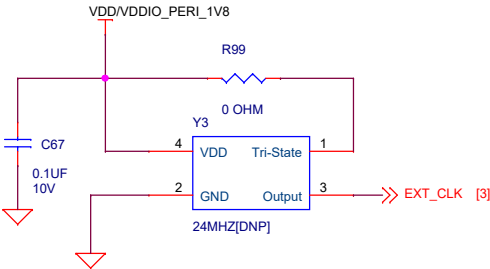 VDD/VDDIO_PERI_1V8
R99
0 OHM
Y3
C67
0.1UF
10V
4 VDD Tri-State 1
2 GND Output 3
EXT_CLK [3]
24MHZ[DNP]